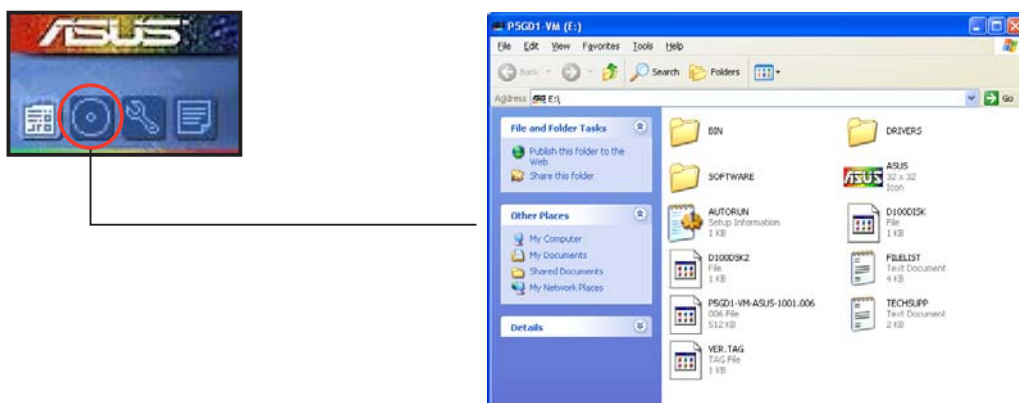 ASUS
P5GD1-VM (E:)
File Edit View Favorites Tools Help
Back Search Folders
Address E:\ Go
File and Folder Tasks
Publish this folder to the
Web
Share this folder
Other Places
My Computer
My Documents
Shared Documents
My Network Places
Details
BIN
DRIVERS
SOFTWARE
ASUS
ASUS
32 x 32
Icon
AUTORUN
Setup Information
1 KB
D100DISK
File
1 KB
D100DSK2
File
1 KB
FILELIST
Text Document
4 KB
P5GD1-VM-ASUS-1001.006
006 File
512 KB
TECHSUPP
Text Document
2 KB
VER.TAG
TAG File
1 KB